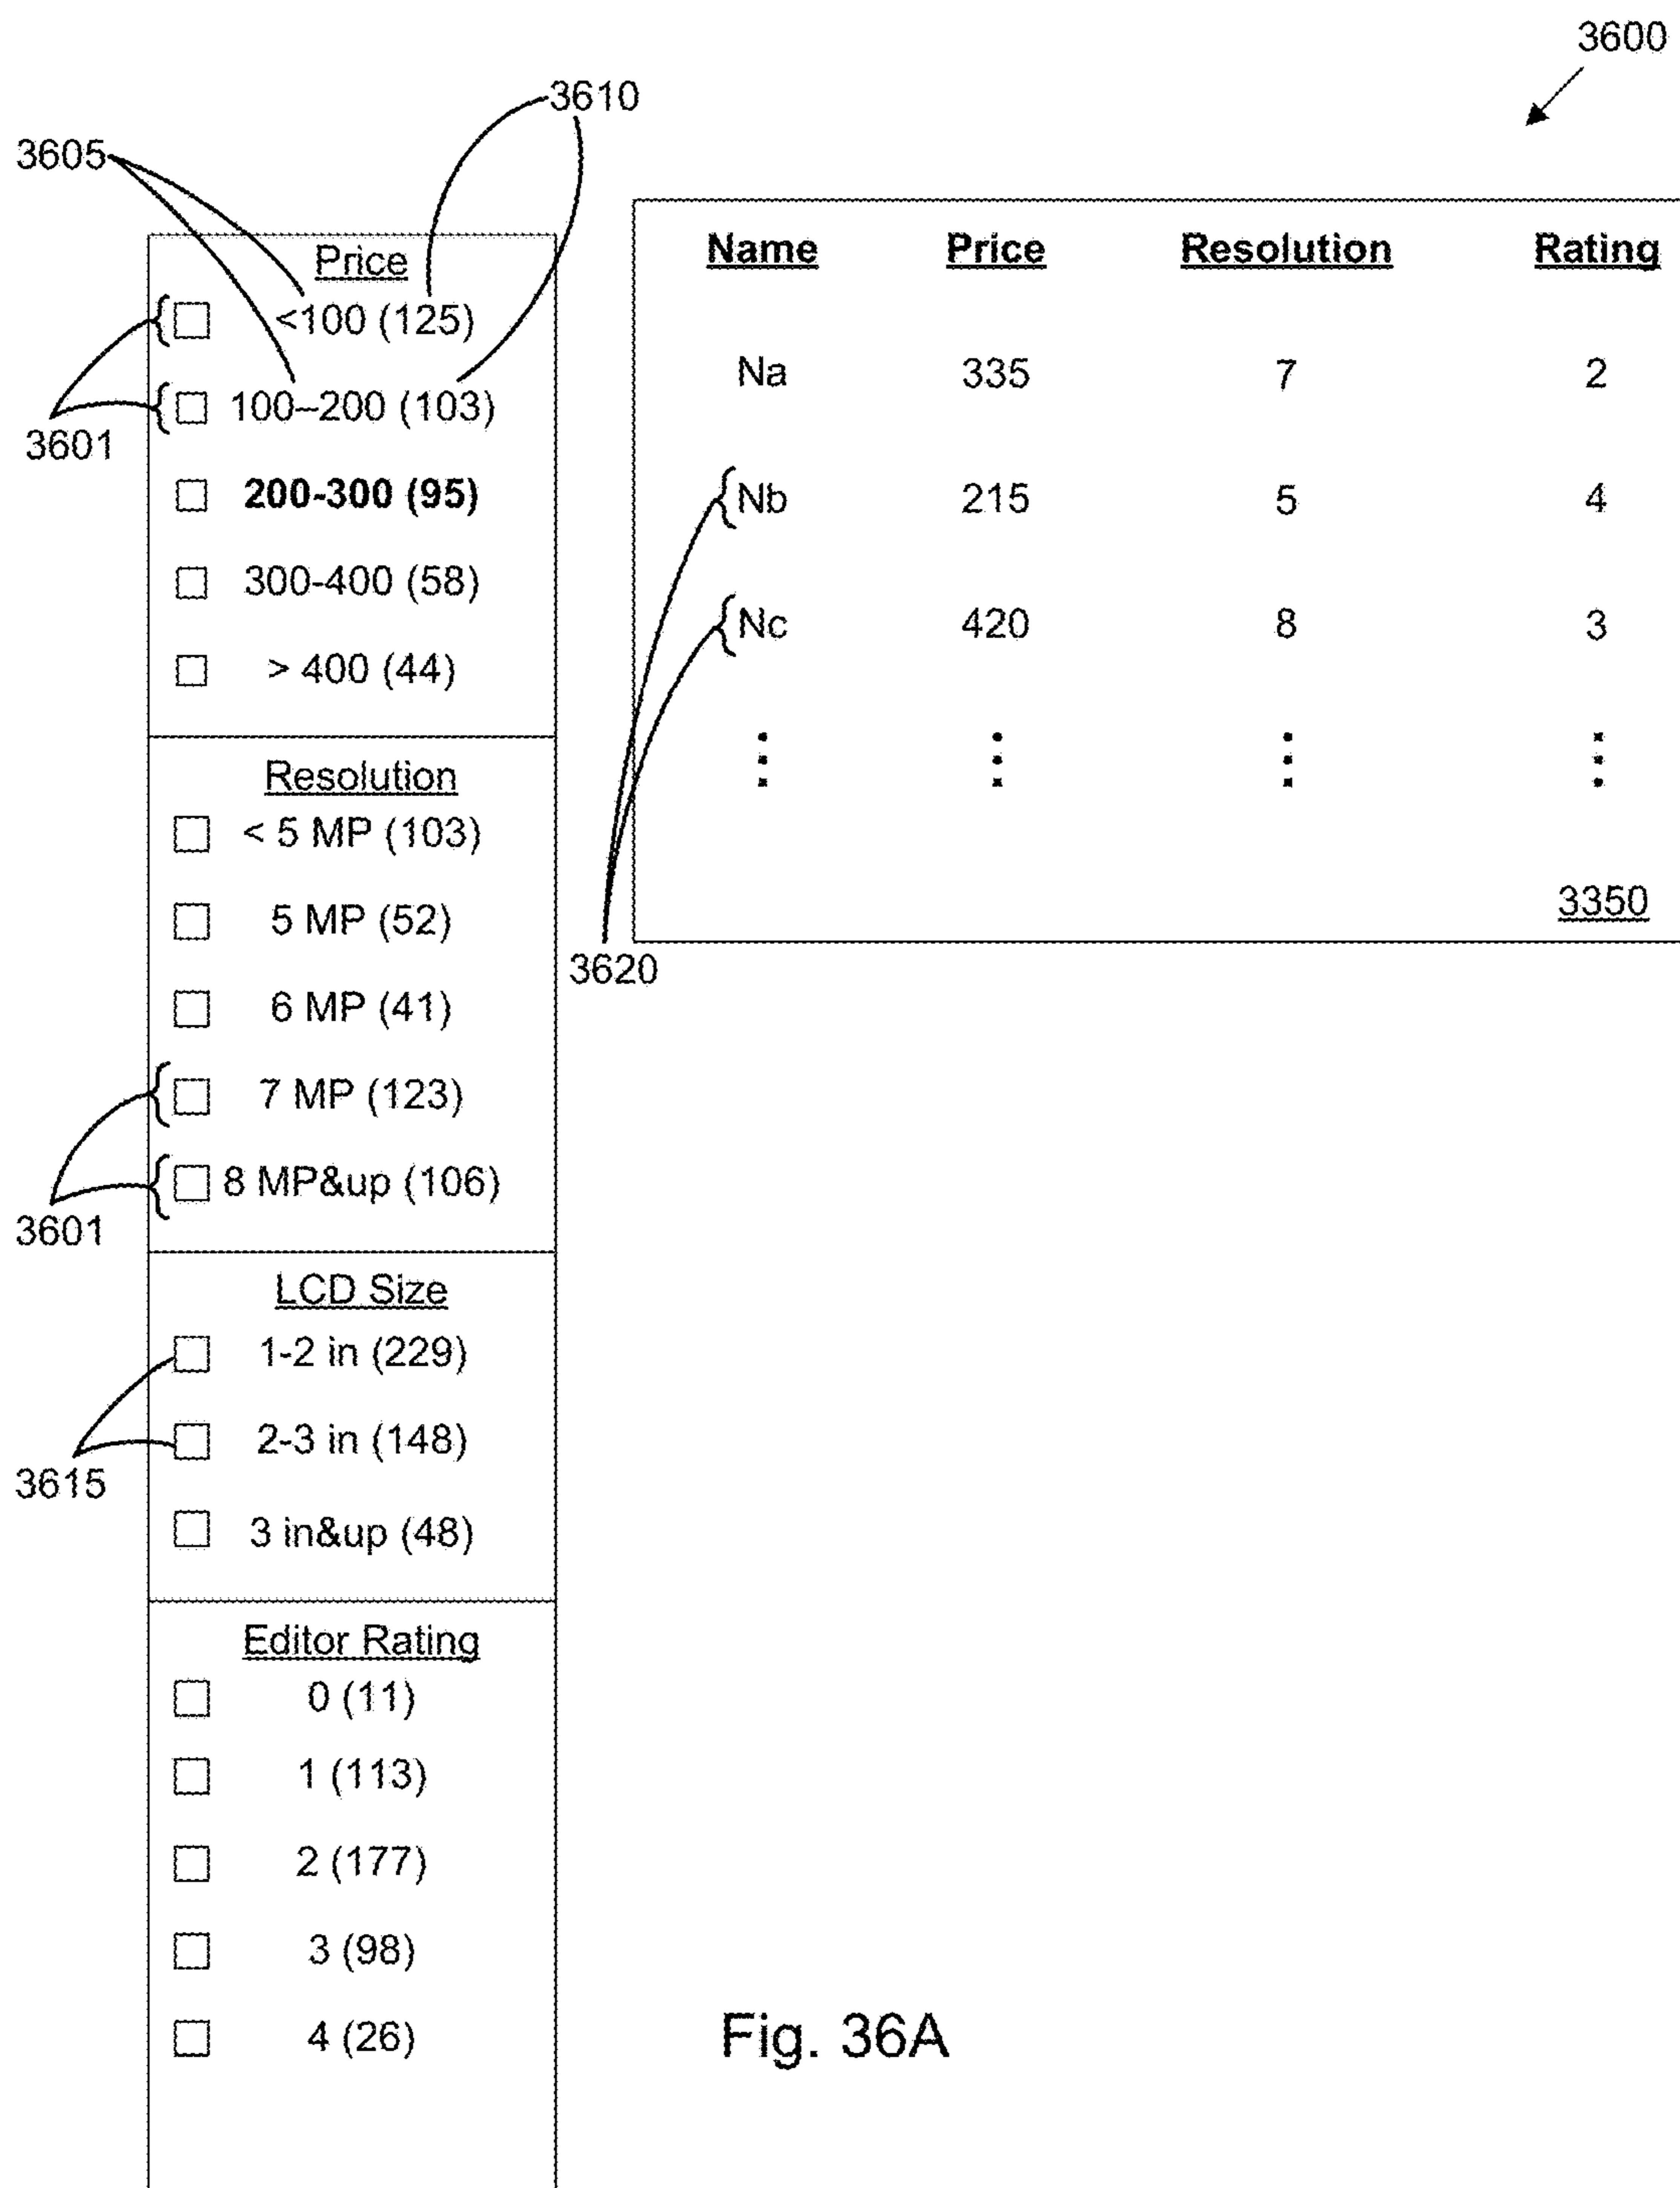 3600
3610
3605
Price
<100 (125)
100–200 (103)
3601
200-300 (95)
300-400 (58)
> 400 (44)
Resolution
< 5 MP (103)
5 MP (52)
6 MP (41)
7 MP (123)
8 MP&up (106)
3601
LCD Size
1-2 in (229)
2-3 in (148)
3615
3 in&up (48)
Editor Rating
0 (11)
1 (113)
2 (177)
3 (98)
4 (26)
Name Price Resolution Rating
Na 335 7 2
Nb 215 5 4
Nc 420 8 3
3350
3620
Fig. 36A